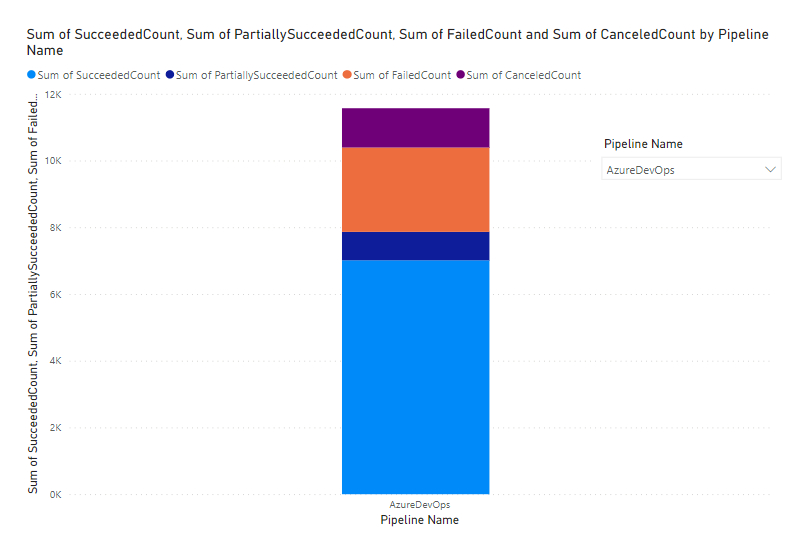 Sum of SucceededCount, Sum of PartiallySucceededCount, Sum of FailedCount and Sum of CanceledCount by Pipeline
Name
Sum of SucceededCount Sum of PartiallySucceededCount Sum of FailedCount Sum of CanceledCount
Sum of SucceededCount, Sum of PartiallySucceededCount, Sum of Failed...
12K
10K
8K
6K
4K
2K
0K
Pipeline Name
AzureDevOps
AzureDevOps
Pipeline Name